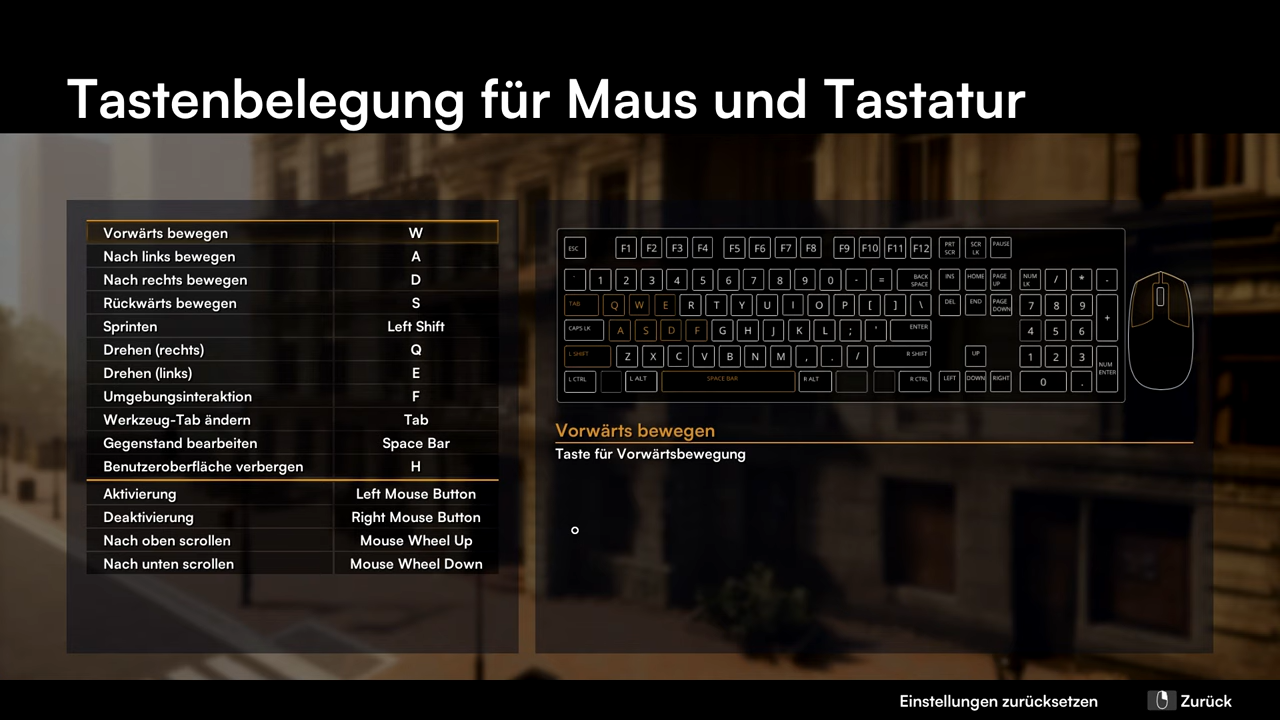 Tastenbelegung für Maus und Tastatur
Vorwärts bewegen W
Nach links bewegen A
Nach rechts bewegen D
Rückwärts bewegen S
Sprinten Left Shift
Drehen (rechts) Q
Drehen (links) E
Umgebungsinteraktion F
Werkzeug-Tab ändern Tab
Gegenstand bearbeiten Space Bar
Benutzeroberfläche verbergen H
Aktivierung Left Mouse Button
Deaktivierung Right Mouse Button
Nach oben scrollen Mouse Wheel Up
Nach unten scrollen Mouse Wheel Down
ESC F1 F2 F3 F4 F5 F6 F7 F8 F9 F10 F11 F12 PRT SCR SCR LK PAUSE
` 1 2 3 4 5 6 7 8 9 0 - = BACK SPACE INS HOME PAGE UP NUM LK / * -
TAB Q W E R T Y U I O P [ ] \ DEL END PAGE DOWN 7 8 9 +
CAPS LK A S D F G H J K L ; ' ENTER 4 5 6
L SHIFT Z X C V B N M , . / R SHIFT UP 1 2 3 NUM ENTER
L CTRL L ALT SPACE BAR R ALT R CTRL LEFT DOWN RIGHT 0 .
Vorwärts bewegen
Taste für Vorwärtsbewegung
Einstellungen zurücksetzen Zurück